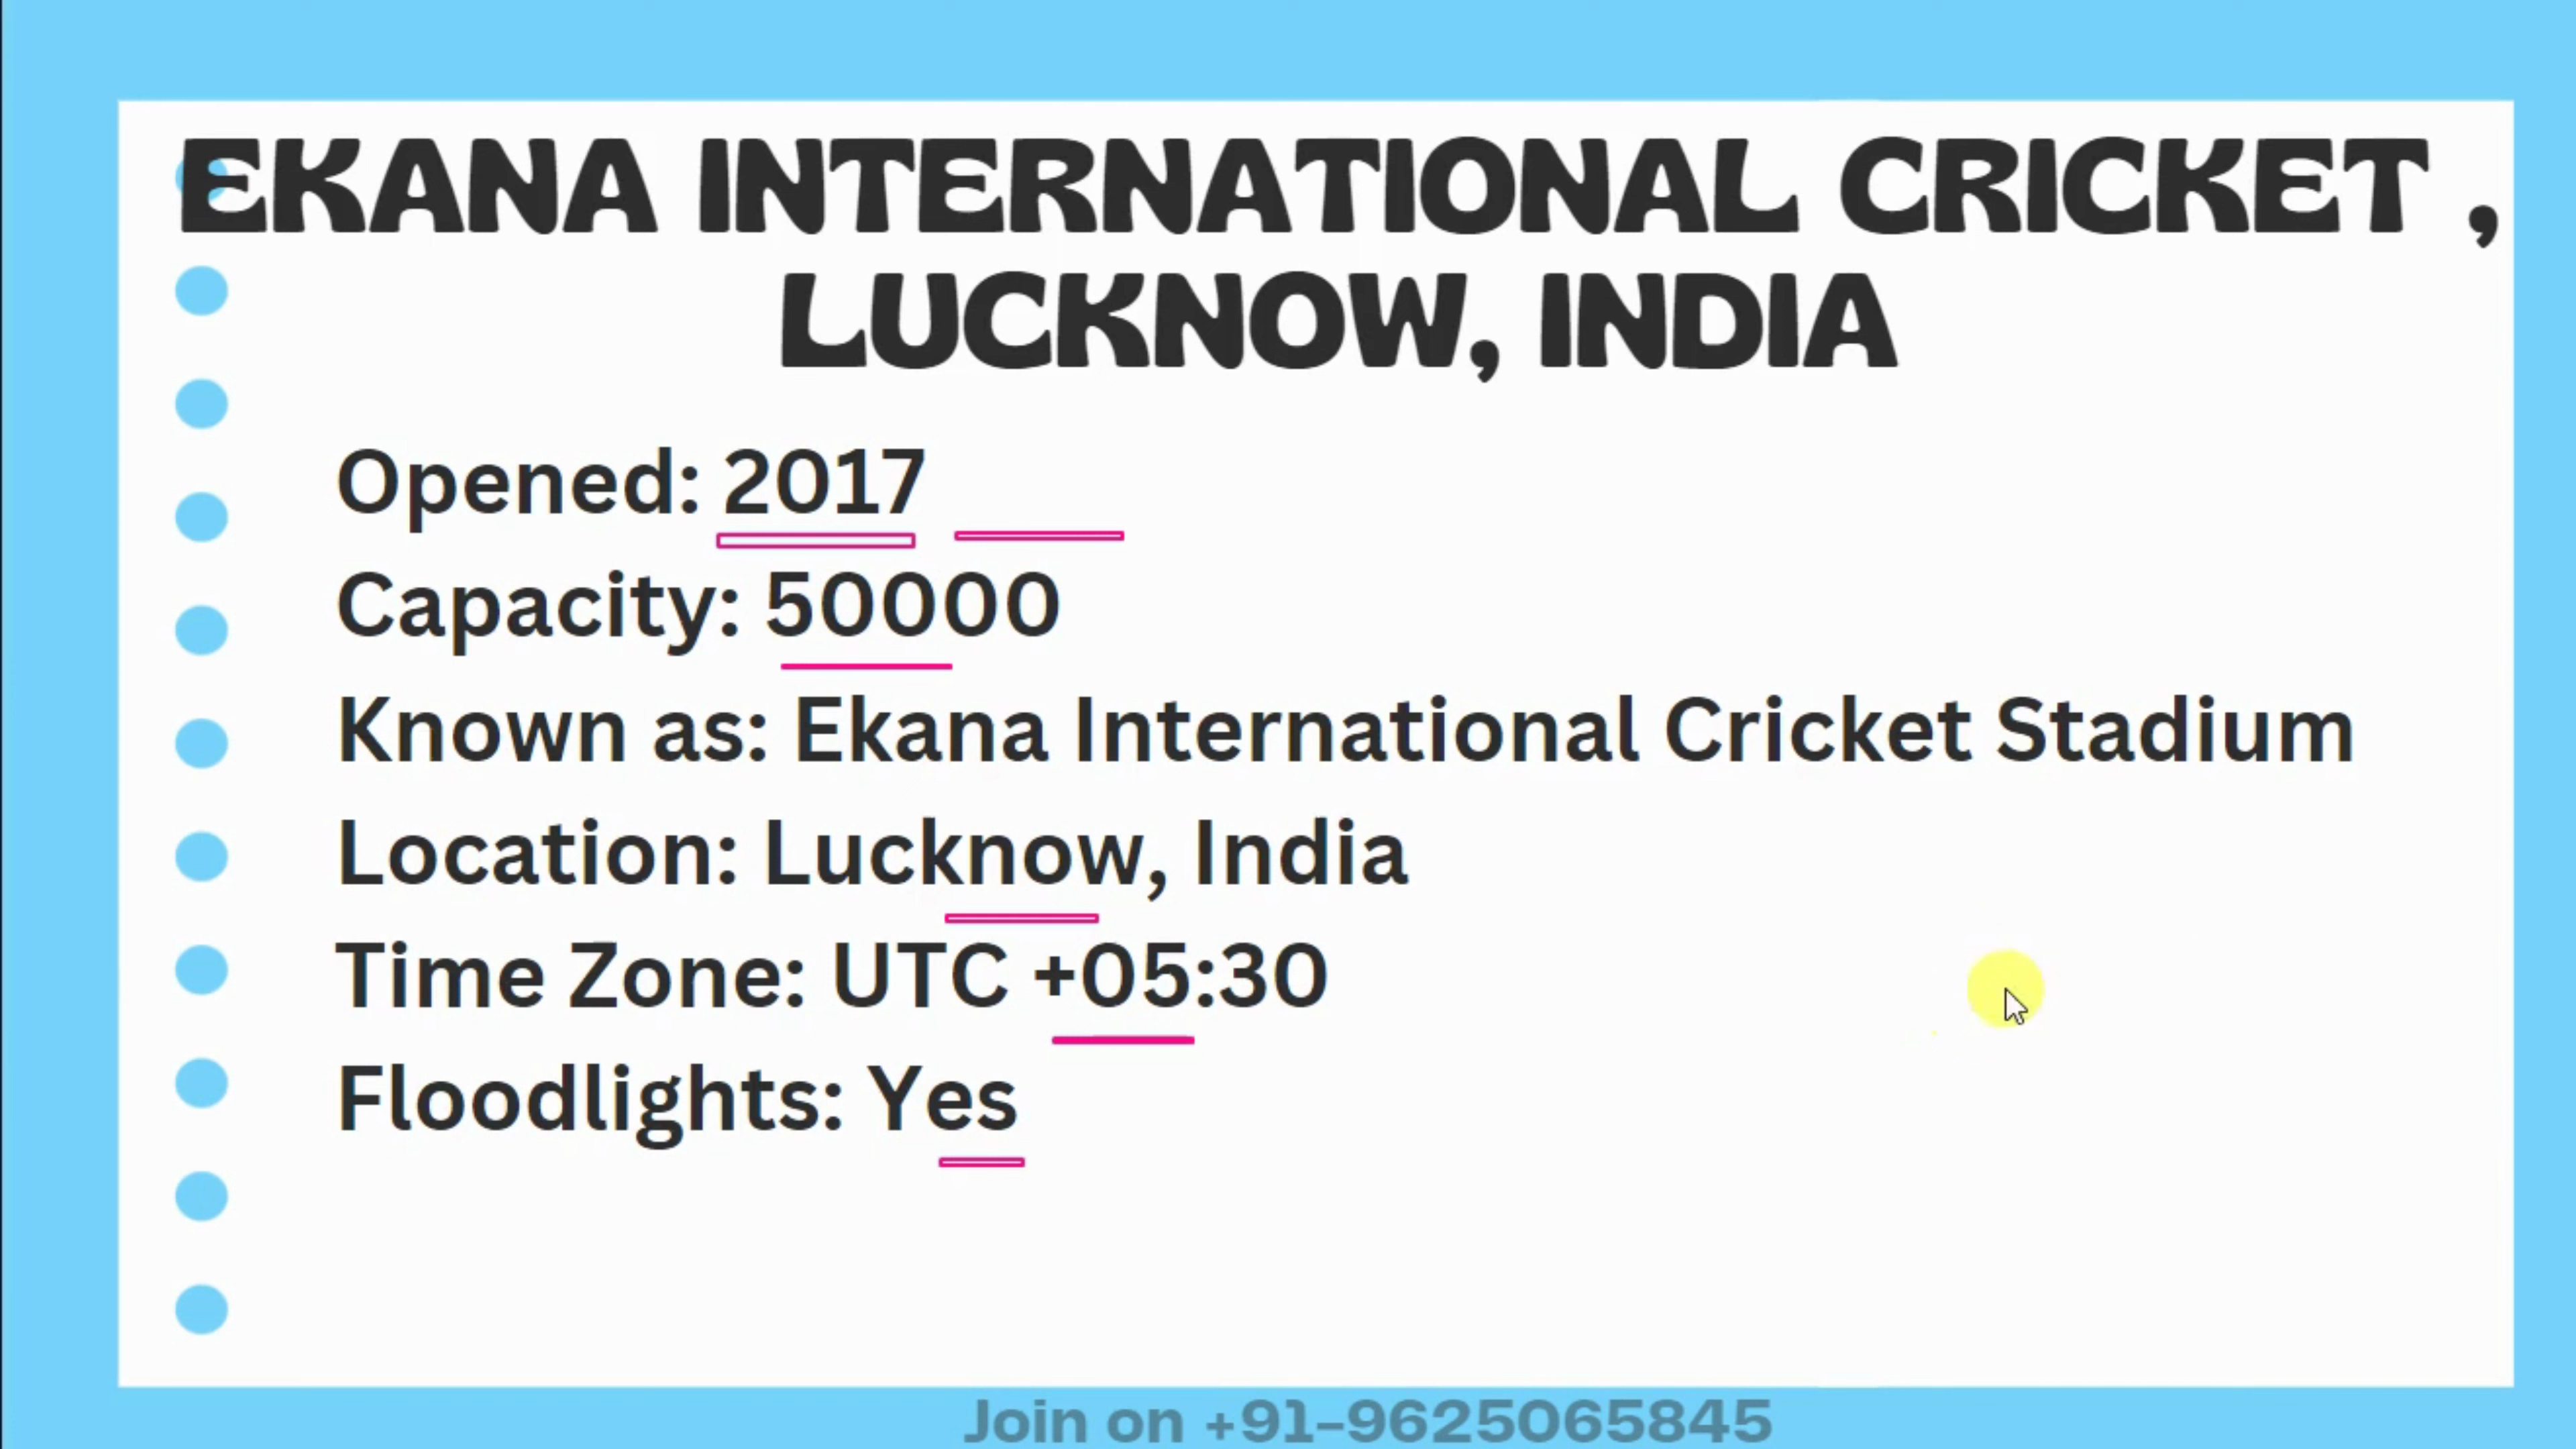 EKANA INTERNATIONAL CRICKET ,
LUCKNOW, INDIA
Opened: 2017
Capacity: 50000
Known as: Ekana International Cricket Stadium
Location: Lucknow, India
Time Zone: UTC +05:30
Floodlights: Yes
Join on +91-9625065845